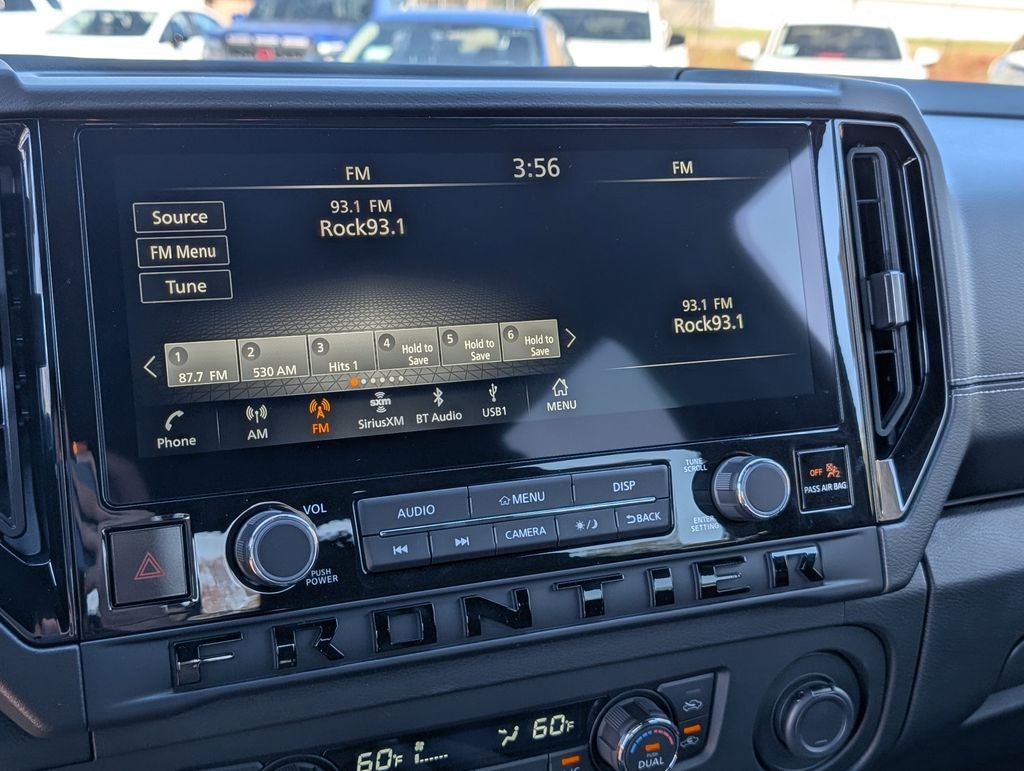 FM 3:56 FM
93.1 FM
Rock93.1
Source
FM Menu
Tune
93.1 FM
Rock93.1
1 87.7 FM
2 530 AM
3 Hits 1
4 Hold to Save
5 Hold to Save
6 Hold to Save
Phone
AM
FM
sxm
SiriusXM
BT Audio
USB1
MENU
VOL
PUSH
POWER
AUDIO
MENU
DISP
CAMERA
BACK
TUNE
SCROLL
ENTER
SETTING
OFF 2
PASS AIR BAG
FRONTIER
60°F
60°F
PUSH
DUAL